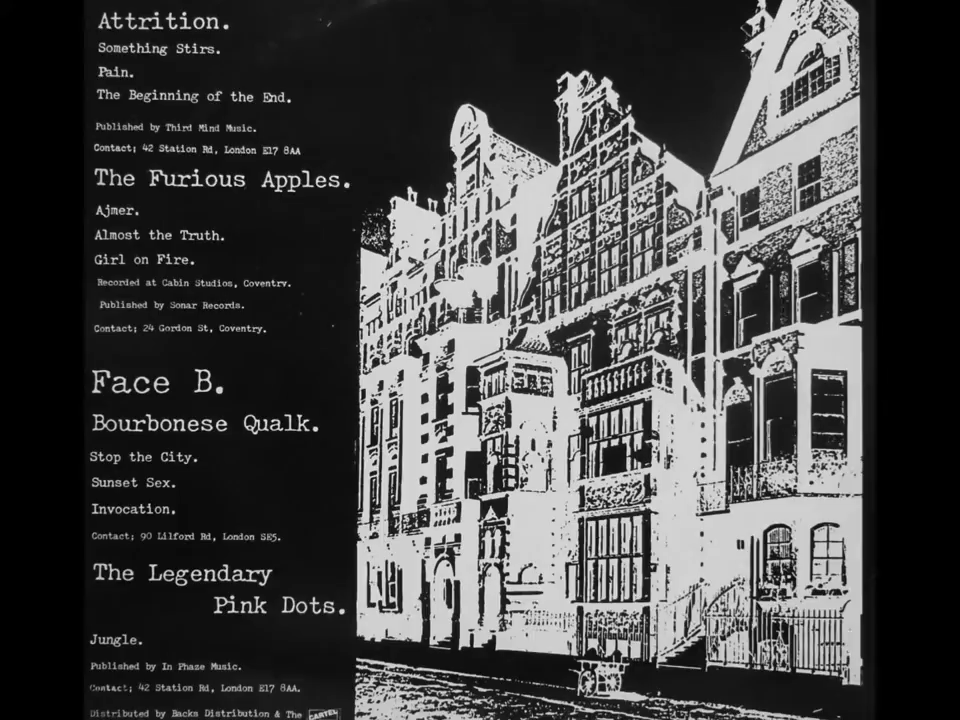 Attrition.
Something Stirs.
Pain.
The Beginning of the End.
Published by Third Mind Music.
Contact; 42 Station Rd, London E17 8AA
The Furious Apples.
Ajmer.
Almost the Truth.
Girl on Fire.
Recorded at Cabin Studios, Coventry.
Published by Sonar Records.
Contact; 24 Gordon St, Coventry.
Face B.
Bourbonese Qualk.
Stop the City.
Sunset Sex.
Invocation.
Contact; 90 Lilford Rd, London SE5.
The Legendary
Pink Dots.
Jungle.
Published by In Phaze Music.
Contact; 42 Station Rd, London E17 8AA.
Distributed by Backs Distribution & The CARTEL